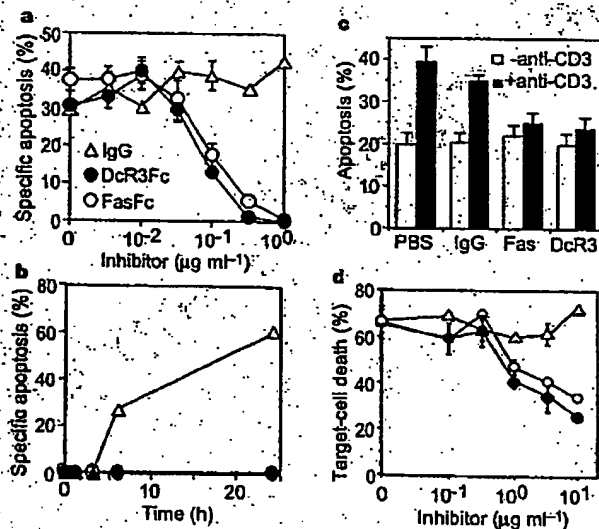 a
Specific apoptosis (%)
50
40
30
20
10
0
△ IgG
● DcR3Fc
○ FasFc
0 10⁻² 10⁻¹ 10⁰
Inhibitor (µg ml⁻¹)
b
Specific apoptosis (%)
80
60
40
20
0
0 10 20
Time (h)
c
Apoptosis (%)
40
30
20
10
0
□ -anti-CD3
■ +anti-CD3
PBS IgG Fas DcR3
d
Target-cell death (%)
80
60
40
20
0
0 10⁻¹ 10⁰ 10¹
Inhibitor (µg ml⁻¹)